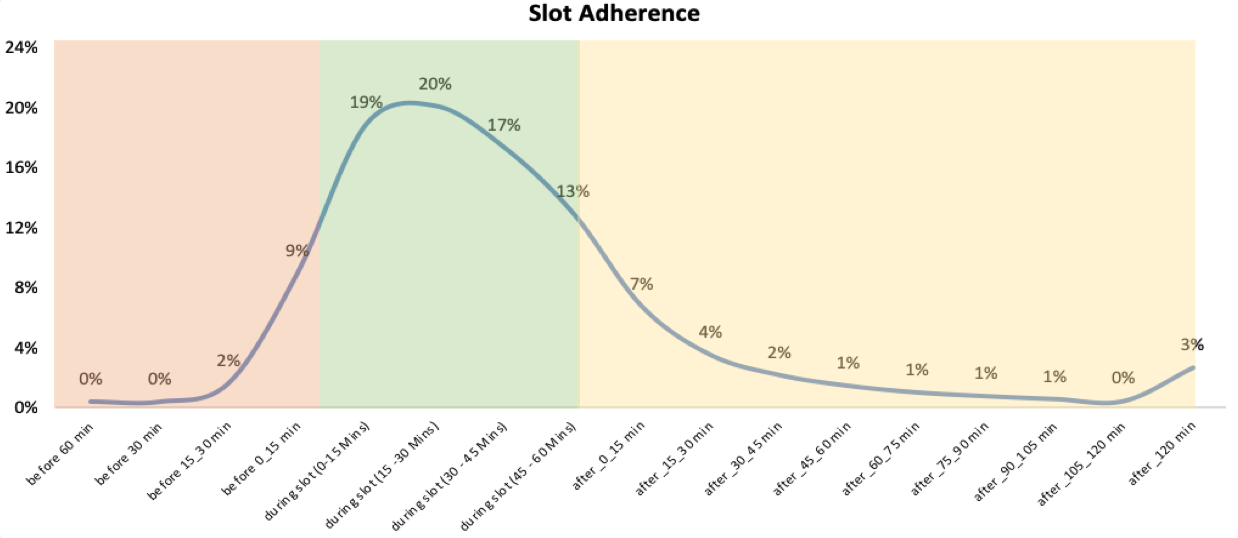 Slot Adherence
24%
20%
16%
12%
8%
4%
0%
0%
0%
2%
9%
19%
20%
17%
13%
7%
4%
2%
1%
1%
1%
1%
0%
3%
before 60 min
before 30 min
before 15_30 min
before 0_15 min
during slot (0-15 Mins)
during slot (15 -30 Mins)
during slot (30 - 45 Mins)
during slot (45 - 60 Mins)
after_0_15 min
after_15_30 min
after_30_45 min
after_45_60 min
after_60_75 min
after_75_90 min
after_90_105 min
after_105_120 min
after_120 min